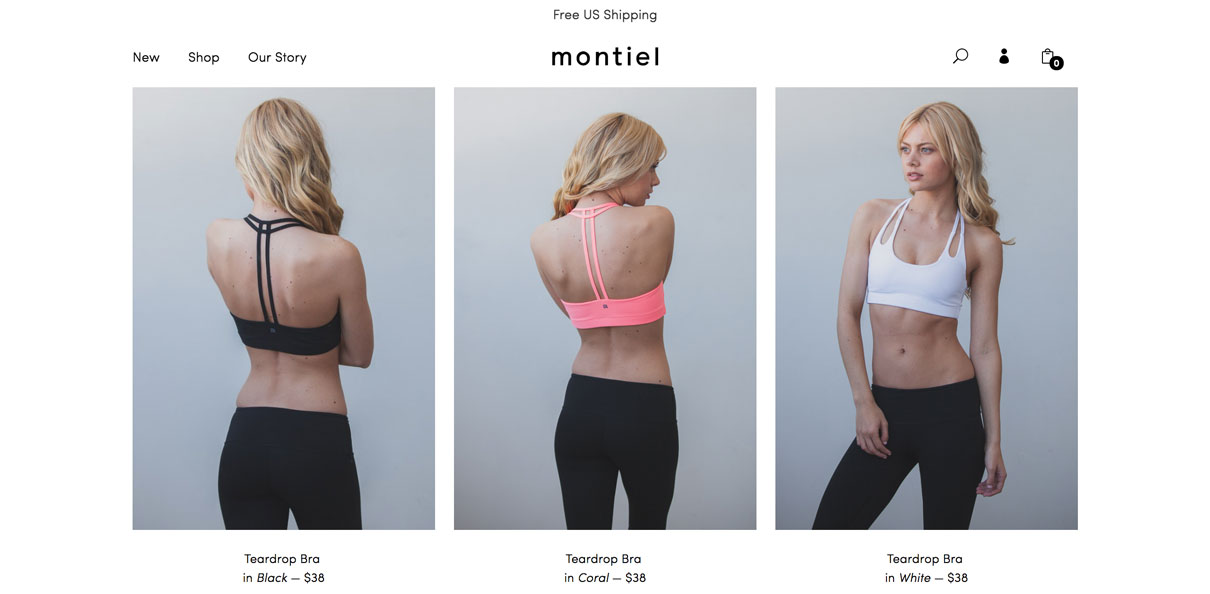 Free US Shipping
New Shop Our Story montiel 0
Teardrop Bra
in Black — $38
Teardrop Bra
in Coral — $38
Teardrop Bra
in White — $38